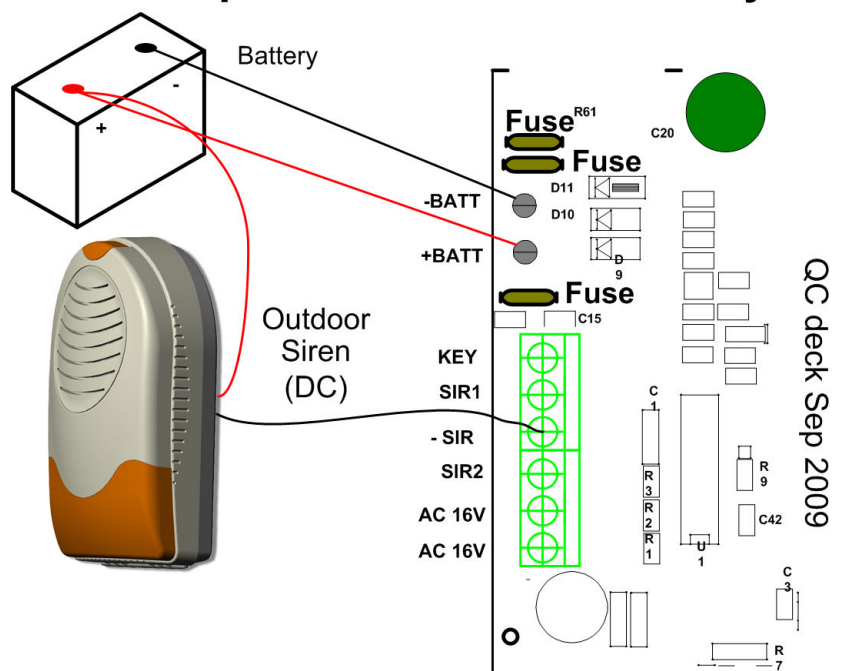 Battery
+
-
Fuse
R61
C20
Fuse
D11
-BATT
D10
+BATT
D
9
Fuse
C15
Outdoor
Siren
(DC)
KEY
SIR1
- SIR
SIR2
AC 16V
AC 16V
C
1
R
3
R
2
R
1
U
1
R
9
C42
C
3
R
7
QC deck Sep 2009